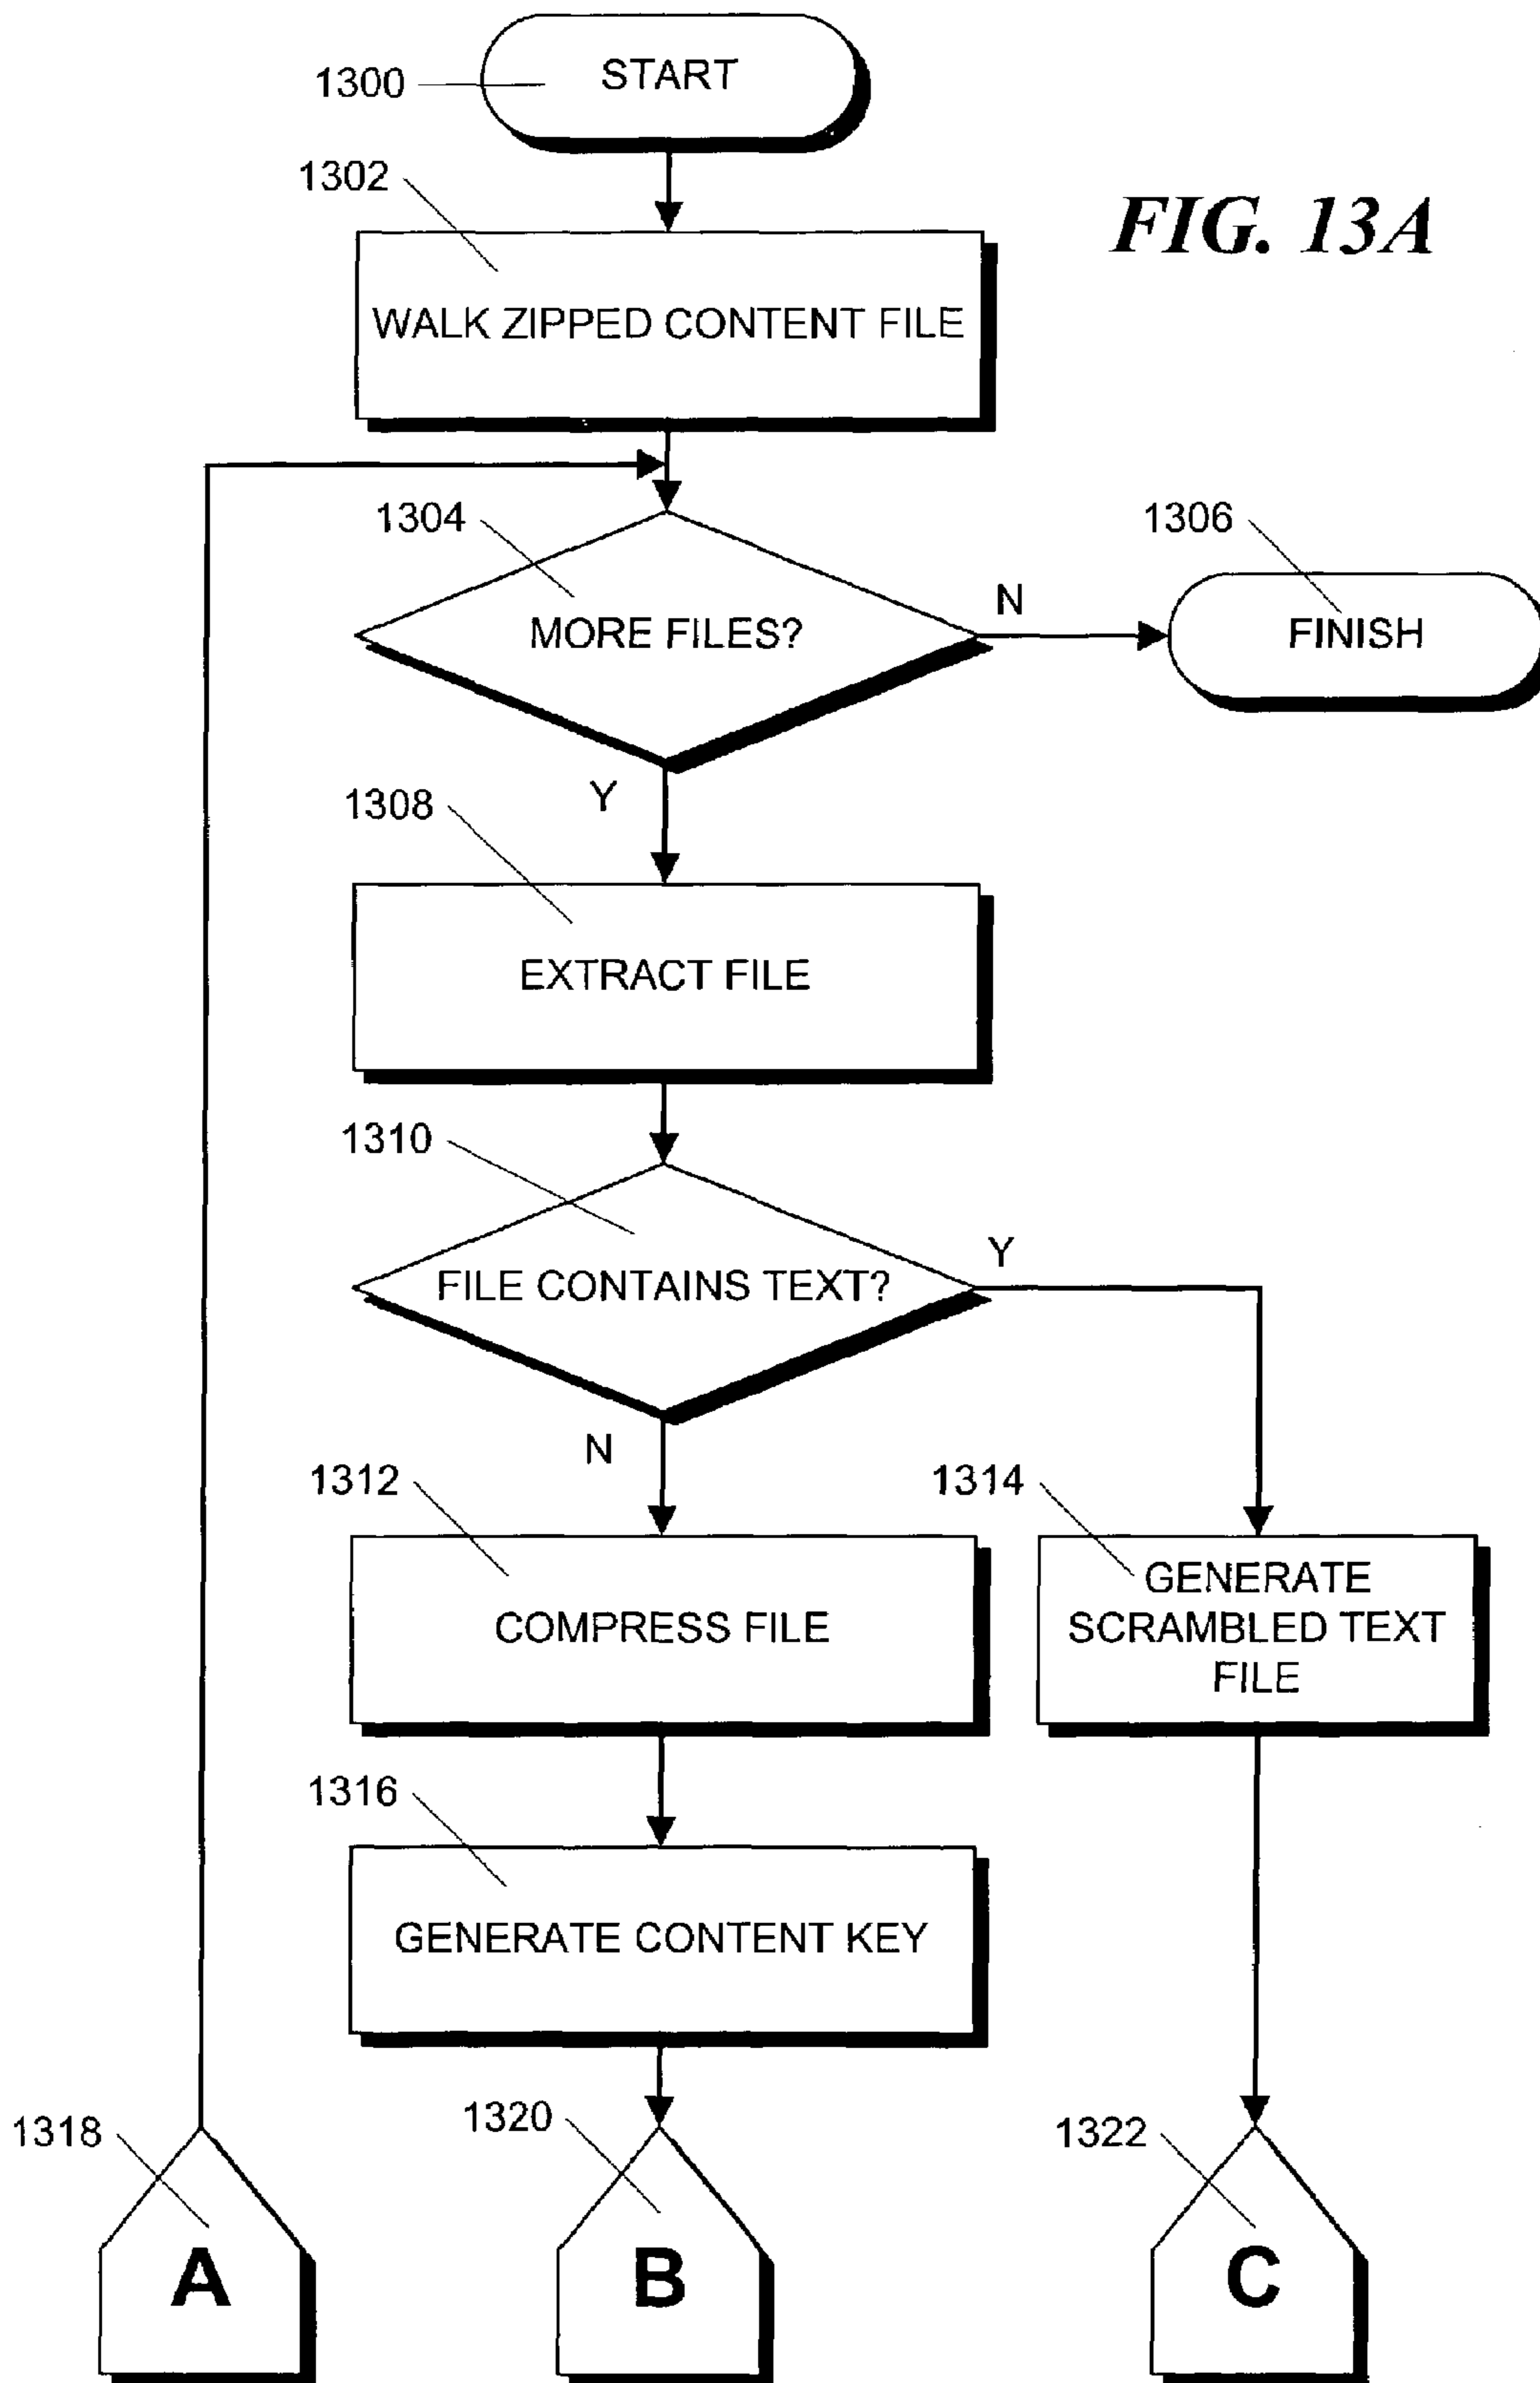 1300
START
1302
FIG. 13A
WALK ZIPPED CONTENT FILE
1304
1306
MORE FILES?
N
FINISH
Y
1308
EXTRACT FILE
1310
FILE CONTAINS TEXT?
Y
N
1312
1314
COMPRESS FILE
GENERATE
SCRAMBLED TEXT
FILE
1316
GENERATE CONTENT KEY
1318
1320
1322
A
B
C